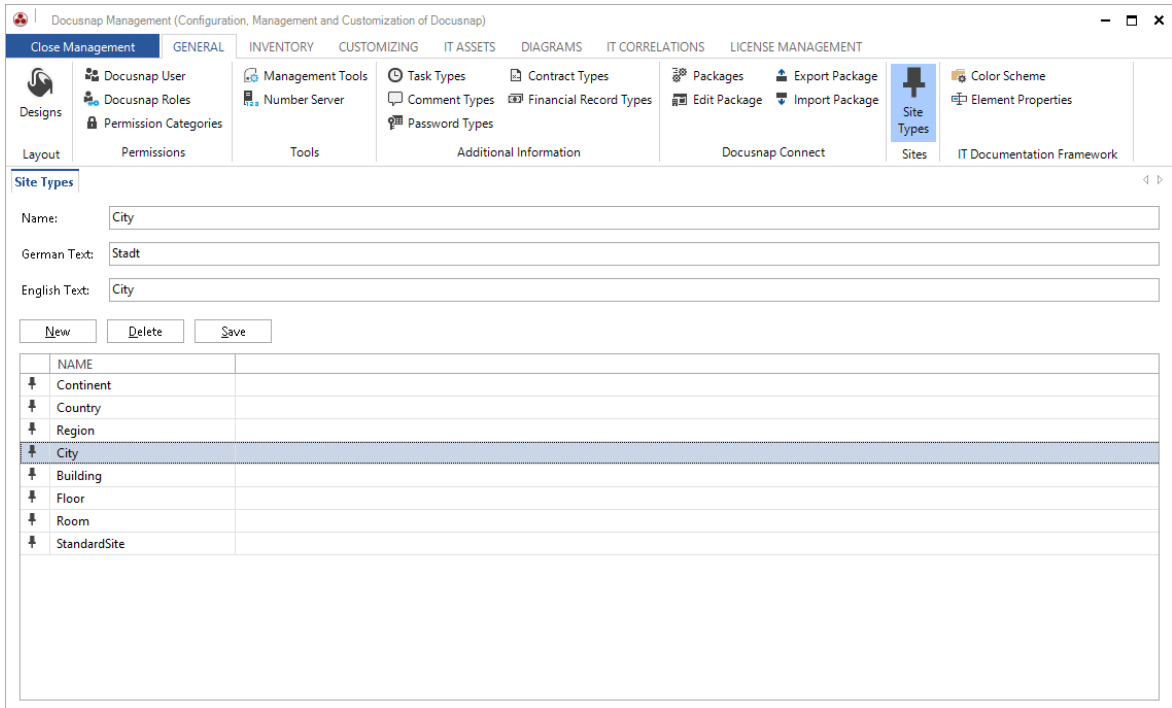 Docusnap Management (Configuration, Management and Customization of Docusnap)
Close Management GENERAL INVENTORY CUSTOMIZING IT ASSETS DIAGRAMS IT CORRELATIONS LICENSE MANAGEMENT
Designs
Layout
Docusnap User
Docusnap Roles
Permission Categories
Permissions
Management Tools
Number Server
Tools
Task Types
Comment Types
Password Types
Contract Types
Financial Record Types
Additional Information
Packages
Edit Package
Export Package
Import Package
Docusnap Connect
Site
Types
Sites
Color Scheme
Element Properties
IT Documentation Framework
Site Types
Name: City
German Text: Stadt
English Text: City
New Delete Save
NAME
Continent
Country
Region
City
Building
Floor
Room
StandardSite